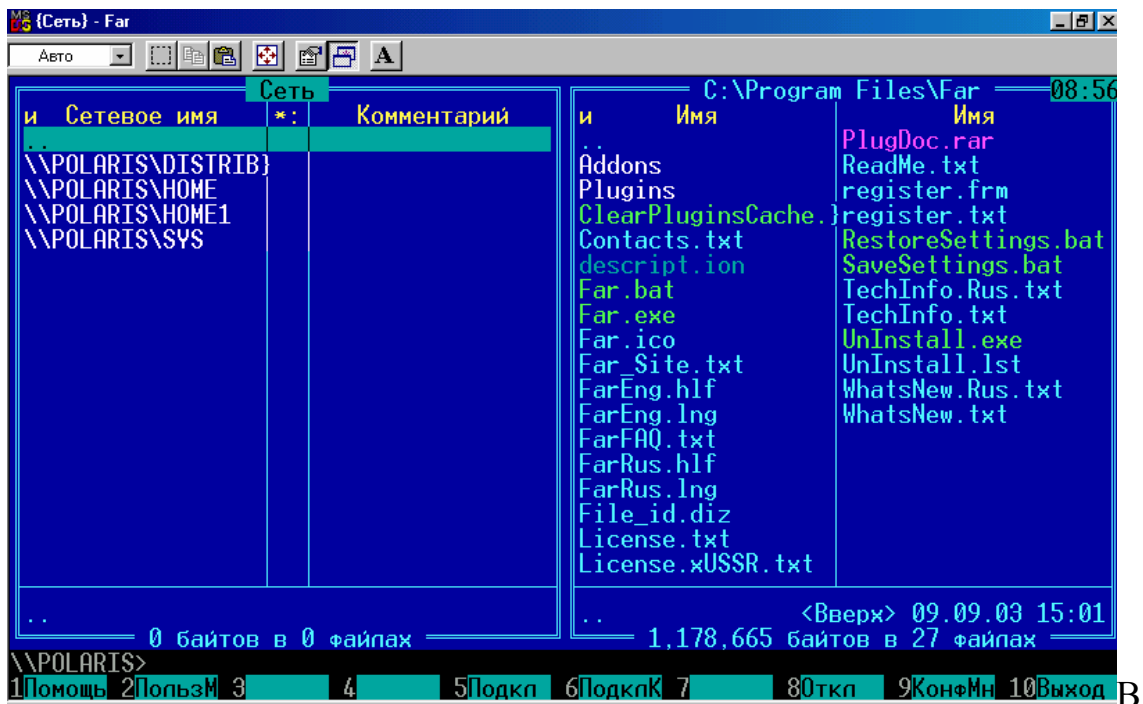 {Сеть} - Far
Авто
A
Сеть
и Сетевое имя *: Комментарий
..
\\POLARIS\DISTRIB}
\\POLARIS\HOME
\\POLARIS\HOME1
\\POLARIS\SYS
..
0 байтов в 0 файлах
C:\Program Files\Far 08:56
и Имя Имя
..
Addons
Plugins
ClearPluginsCache.}
Contacts.txt
descript.ion
Far.bat
Far.exe
Far.ico
Far_Site.txt
FarEng.hlf
FarEng.lng
FarFAQ.txt
FarRus.hlf
FarRus.lng
File_id.diz
License.txt
License.xUSSR.txt
PlugDoc.rar
ReadMe.txt
register.frm
register.txt
RestoreSettings.bat
SaveSettings.bat
TechInfo.Rus.txt
TechInfo.txt
UnInstall.exe
UnInstall.lst
WhatsNew.Rus.txt
WhatsNew.txt
.. <Вверх> 09.09.03 15:01
1,178,665 байтов в 27 файлах
\\POLARIS>
1Помощь 2ПользМ 3 4 5Подкл 6ПодклК 7 8Откл 9КонфМн 10Выход
В